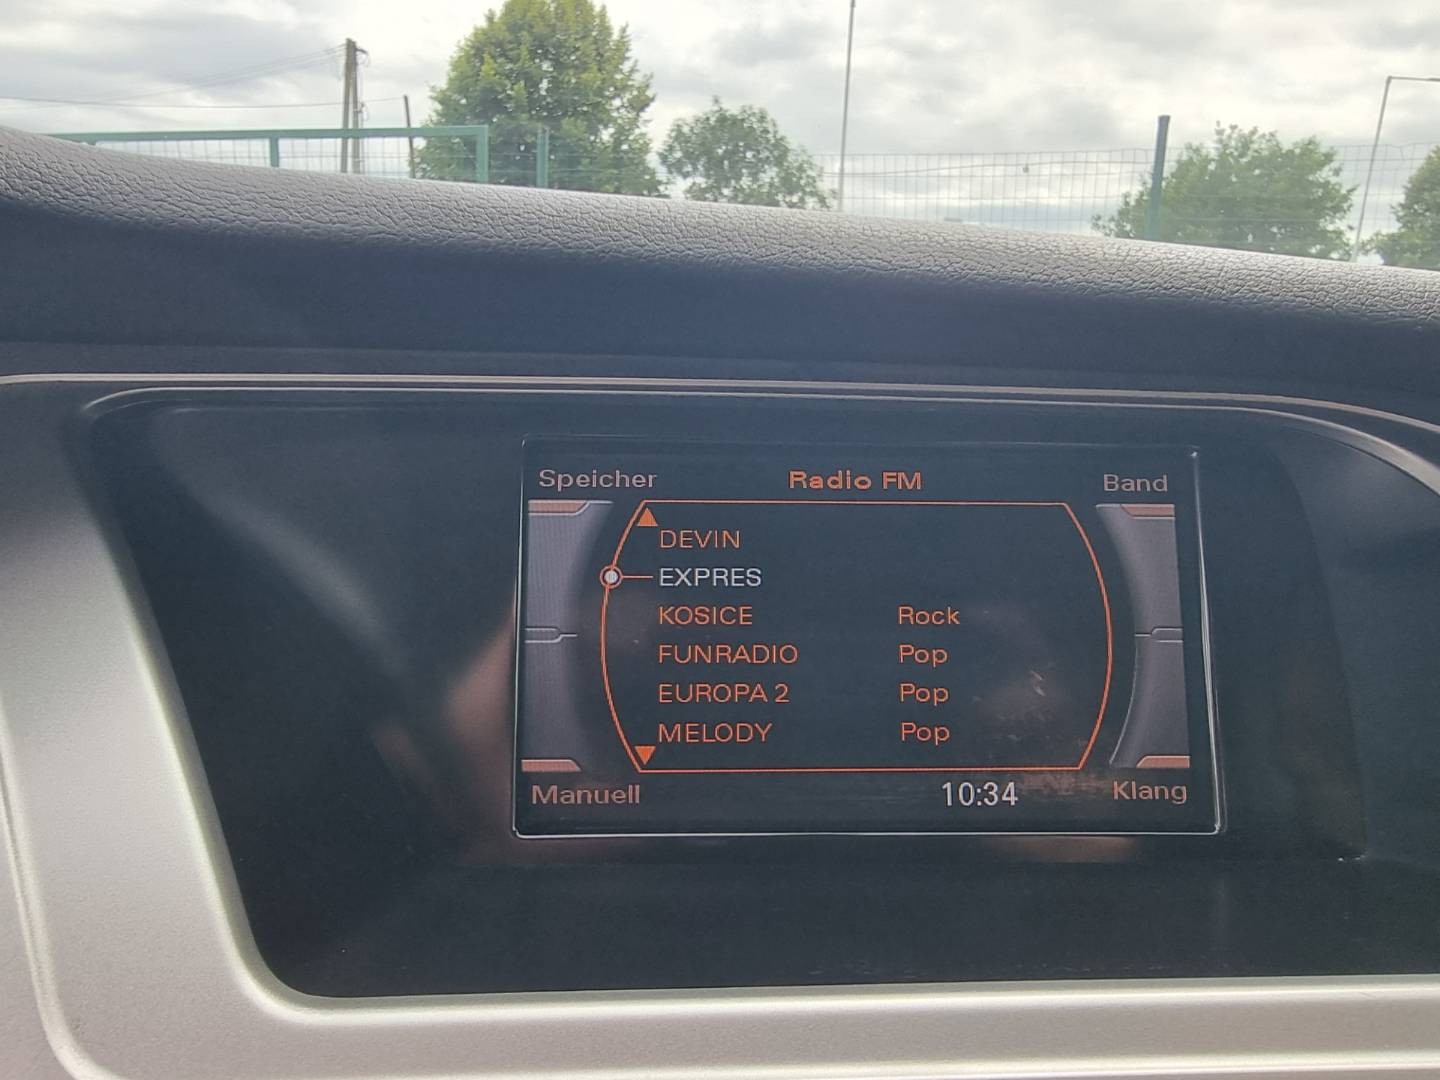 Speicher Radio FM Band
DEVIN
EXPRES
KOSICE Rock
FUNRADIO Pop
EUROPA 2 Pop
MELODY Pop
Manuell 10:34 Klang